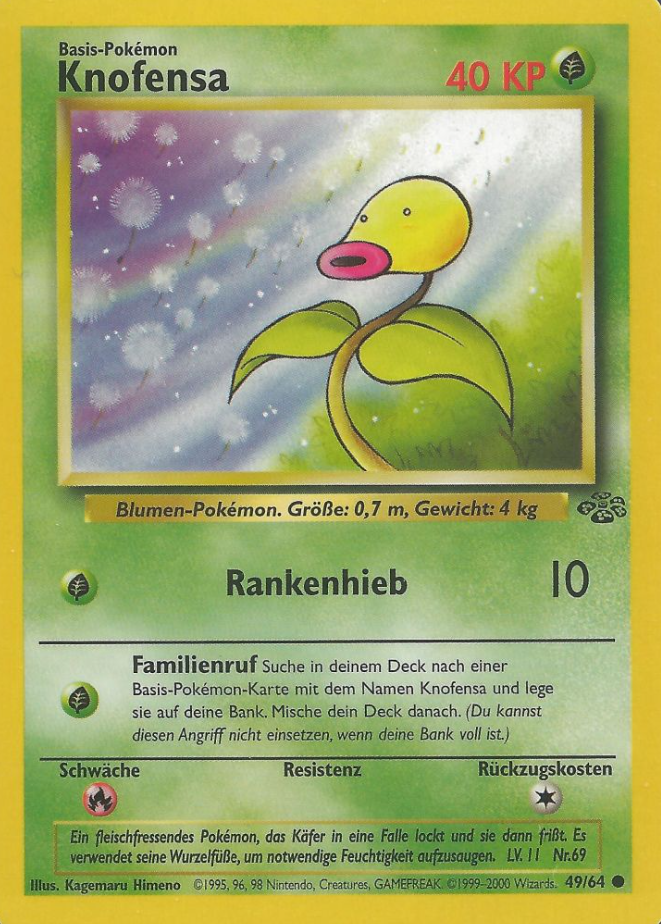 Basis-Pokémon
Knofensa
40 KP
Blumen-Pokémon. Größe: 0,7 m, Gewicht: 4 kg
Rankenhieb 10
Familienruf Suche in deinem Deck nach einer
Basis-Pokémon-Karte mit dem Namen Knofensa und lege
sie auf deine Bank. Mische dein Deck danach. (Du kannst
diesen Angriff nicht einsetzen, wenn deine Bank voll ist.)
Schwäche Resistenz Rückzugskosten
Ein fleischfressendes Pokémon, das Käfer in eine Falle lockt und sie dann frißt. Es
verwendet seine Wurzelfüße, um notwendige Feuchtigkeit aufzusaugen. LV. 11 Nr.69
Illus. Kagemaru Himeno ©1995, 96, 98 Nintendo, Creatures, GAMEFREAK. ©1999-2000 Wizards. 49/64